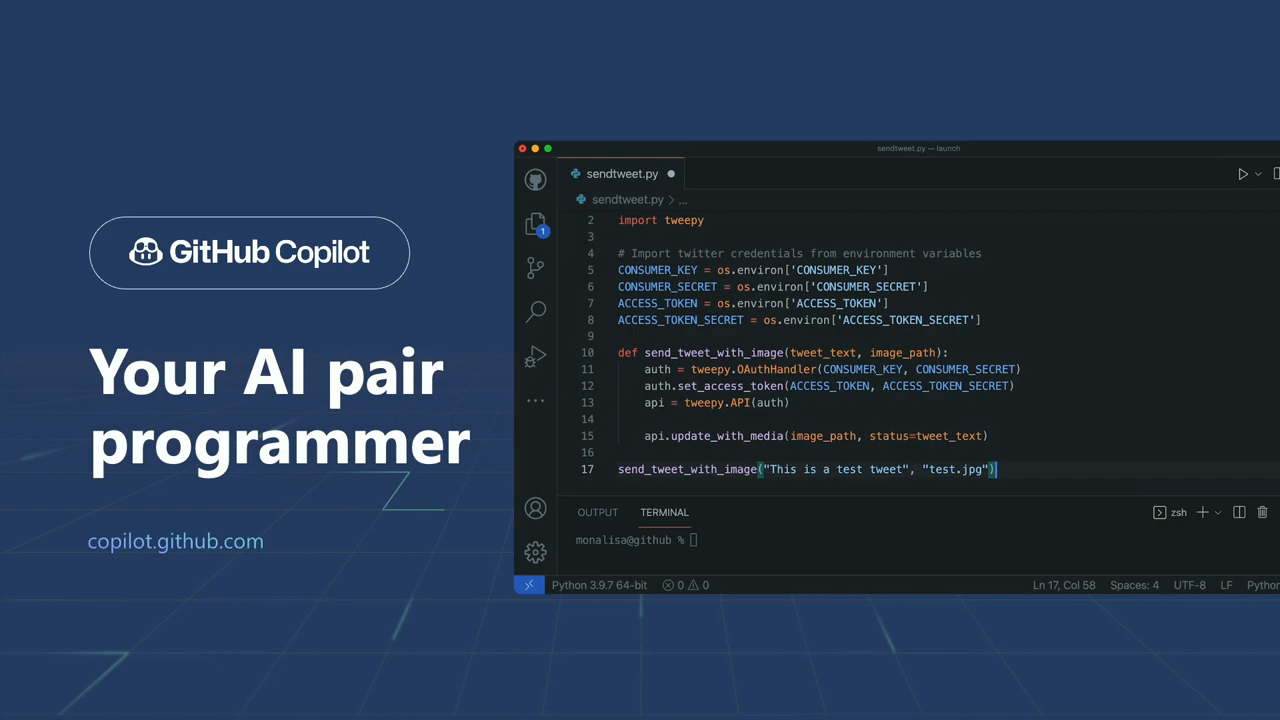 GitHub Copilot
Your AI pair
programmer
copilot.github.com
sendtweet.py — launch
sendtweet.py
sendtweet.py > ...
1
2 import tweepy
3
4 # Import twitter credentials from environment variables
5 CONSUMER_KEY = os.environ['CONSUMER_KEY']
6 CONSUMER_SECRET = os.environ['CONSUMER_SECRET']
7 ACCESS_TOKEN = os.environ['ACCESS_TOKEN']
8 ACCESS_TOKEN_SECRET = os.environ['ACCESS_TOKEN_SECRET']
9
10 def send_tweet_with_image(tweet_text, image_path):
11 auth = tweepy.OAuthHandler(CONSUMER_KEY, CONSUMER_SECRET)
12 auth.set_access_token(ACCESS_TOKEN, ACCESS_TOKEN_SECRET)
13 api = tweepy.API(auth)
14
15 api.update_with_media(image_path, status=tweet_text)
16
17 send_tweet_with_image("This is a test tweet", "test.jpg")
OUTPUT TERMINAL zsh
monalisa@github %
Python 3.9.7 64-bit 0 0 Ln 17, Col 58 Spaces: 4 UTF-8 LF Python